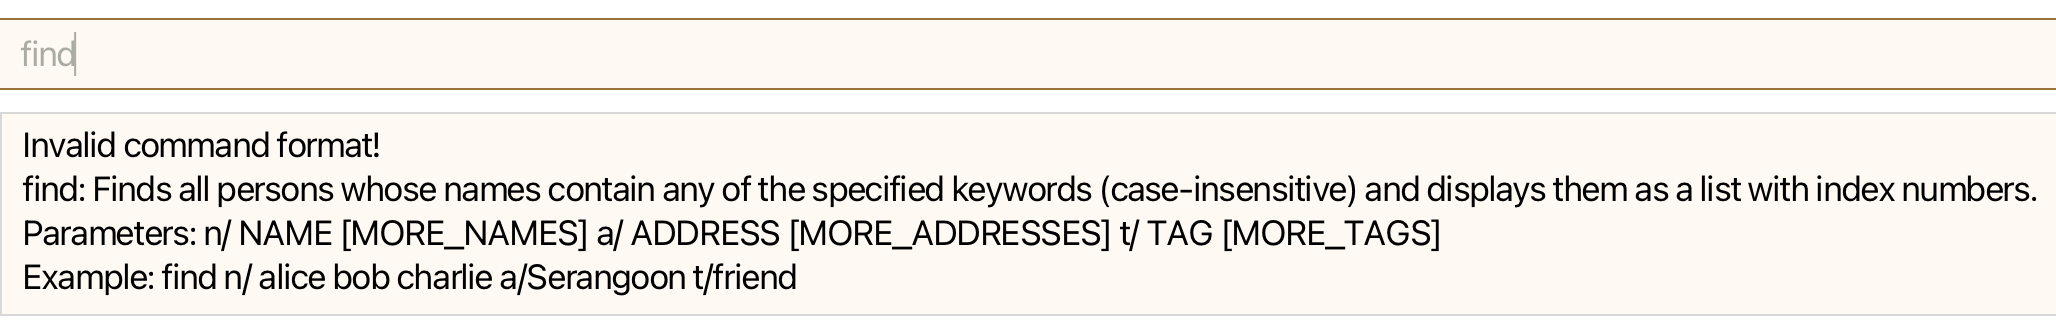 find
Invalid command format!
find: Finds all persons whose names contain any of the specified keywords (case-insensitive) and displays them as a list with index numbers.
Parameters: n/ NAME [MORE_NAMES] a/ ADDRESS [MORE_ADDRESSES] t/ TAG [MORE_TAGS]
Example: find n/ alice bob charlie a/Serangoon t/friend